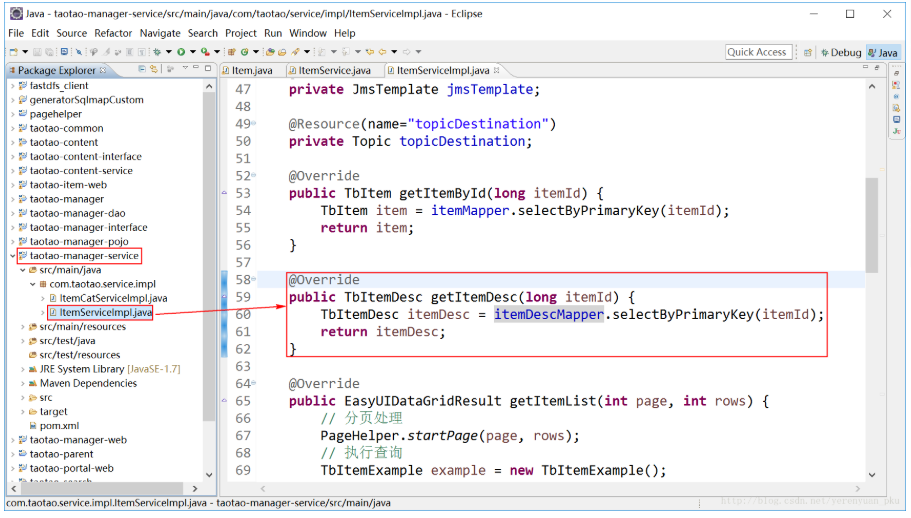 Java - taotao-manager-service/src/main/java/com/taotao/service/impl/ItemServiceImpl.java - Eclipse
File Edit Source Refactor Navigate Search Project Run Window Help
Quick Access Debug Java
Package Explorer
fastdfs_client
generatorSqlmapCustom
pagehelper
taotao-common
taotao-content
taotao-content-interface
taotao-content-service
taotao-item-web
taotao-manager
taotao-manager-dao
taotao-manager-interface
taotao-manager-pojo
taotao-manager-service
src/main/java
com.taotao.service.impl
ItemCatServiceImpl.java
ItemServiceImpl.java
src/main/resources
src/test/java
src/test/resources
JRE System Library [JavaSE-1.7]
Maven Dependencies
src
target
pom.xml
taotao-manager-web
taotao-parent
taotao-portal-web
taotao-search
Item.java ItemService.java ItemServiceImpl.java
47 private JmsTemplate jmsTemplate;
48
49 @Resource(name="topicDestination")
50 private Topic topicDestination;
51
52 @Override
53 public TbItem getItemById(long itemId) {
54 TbItem item = itemMapper.selectByPrimaryKey(itemId);
55 return item;
56 }
57
58 @Override
59 public TbItemDesc getItemDesc(long itemId) {
60 TbItemDesc itemDesc = itemDescMapper.selectByPrimaryKey(itemId);
61 return itemDesc;
62 }
63
64 @Override
65 public EasyUIDataGridResult getItemList(int page, int rows) {
66 // 分页处理
67 PageHelper.startPage(page, rows);
68 // 执行查询
69 TbItemExample example = new TbItemExample();
com.taotao.service.impl.ItemServiceImpl.java - taotao-manager-service/src/main/java